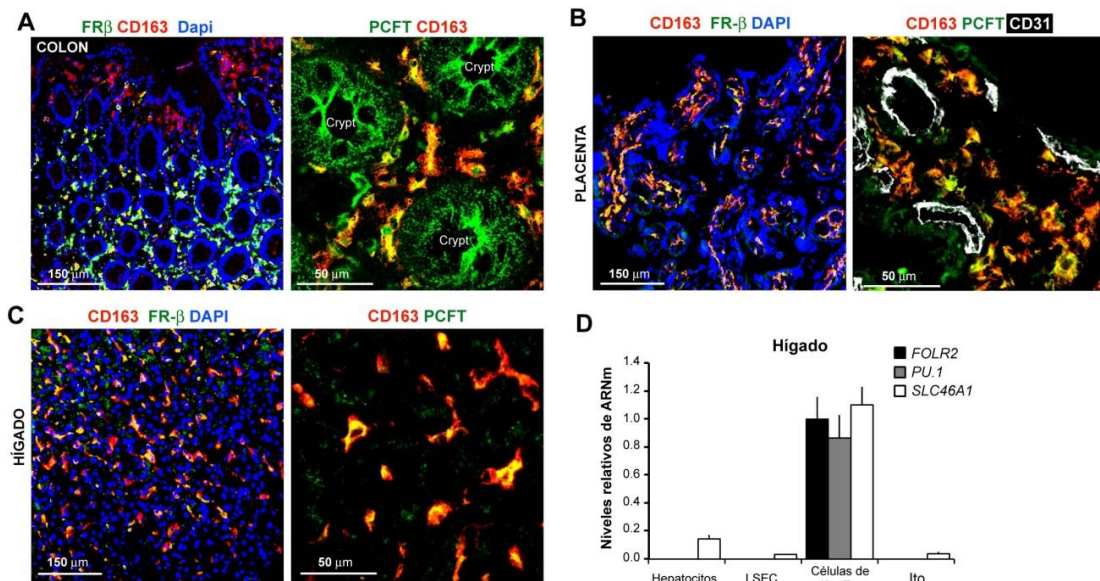 A
FRβ CD163 Dapi
COLON
150 μm
PCFT CD163
Crypt
Crypt
Crypt
50 μm
B
CD163 FR-β DAPI
PLACENTA
150 μm
CD163 PCFT CD31
50 μm
C
CD163 FR-β DAPI
HÍGADO
150 μm
CD163 PCFT
50 μm
D
Hígado
FOLR2
PU.1
SLC46A1
Niveles relativos de ARNm
1.4
1.2
1.0
0.8
0.6
0.4
0.2
0.0
Hepatocitos
LSEC
Células de
Ito